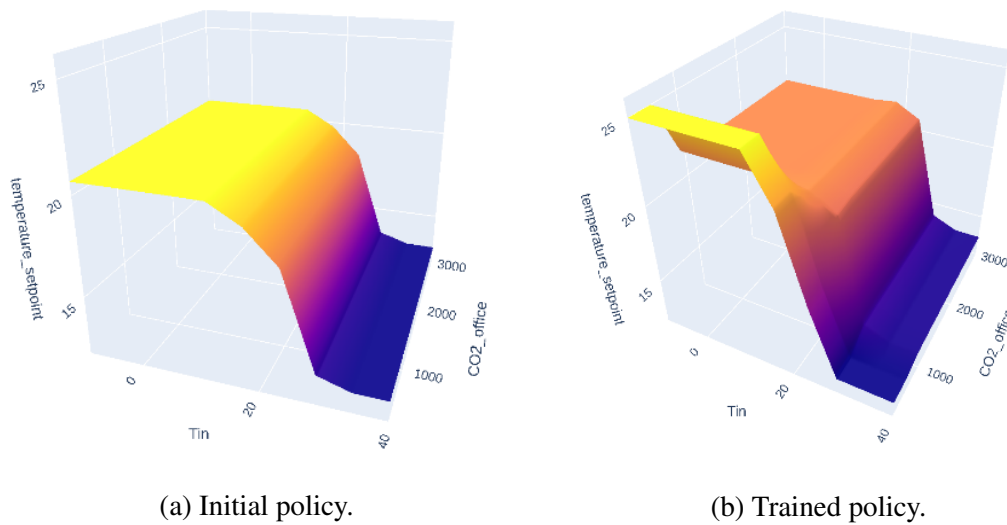 25
20
15
temperature_setpoint
0
20
40
Tin
1000
2000
3000
CO2_office
(a) Initial policy.
25
20
15
temperature_setpoint
0
20
40
Tin
1000
2000
3000
CO2_office
(b) Trained policy.